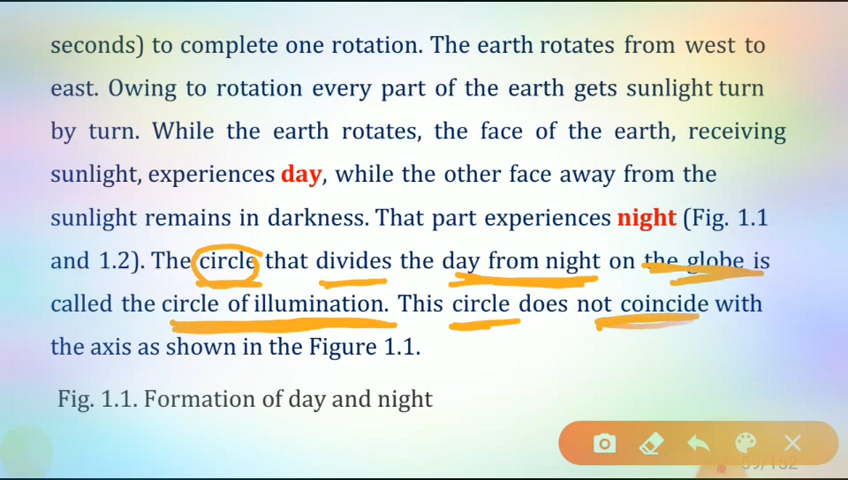 seconds) to complete one rotation. The earth rotates from west to
east. Owing to rotation every part of the earth gets sunlight turn
by turn. While the earth rotates, the face of the earth, receiving
sunlight, experiences day, while the other face away from the
sunlight remains in darkness. That part experiences night (Fig. 1.1
and 1.2). The circle that divides the day from night on the globe is
called the circle of illumination. This circle does not coincide with
the axis as shown in the Figure 1.1.
Fig. 1.1. Formation of day and night
59/152